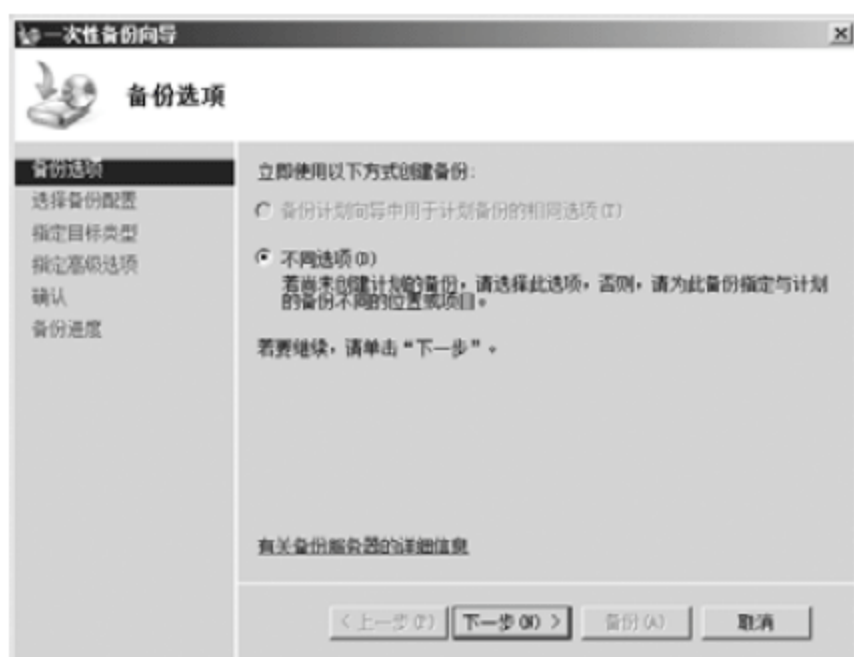 一次性备份向导
备份选项
备份选项
选择备份配置
指定目标类型
指定高级选项
确认
备份进度
立即使用以下方式创建备份:
备份计划向导中用于计划备份的相同选项(T)
不同选项(D)
若尚未创建计划的备份，请选择此选项，否则，请为此备份指定与计划
的备份不同的位置或项目。
若要继续，请单击“下一步”。
有关备份服务器的详细信息
< 上一步(P)
下一步(N) >
备份(A)
取消